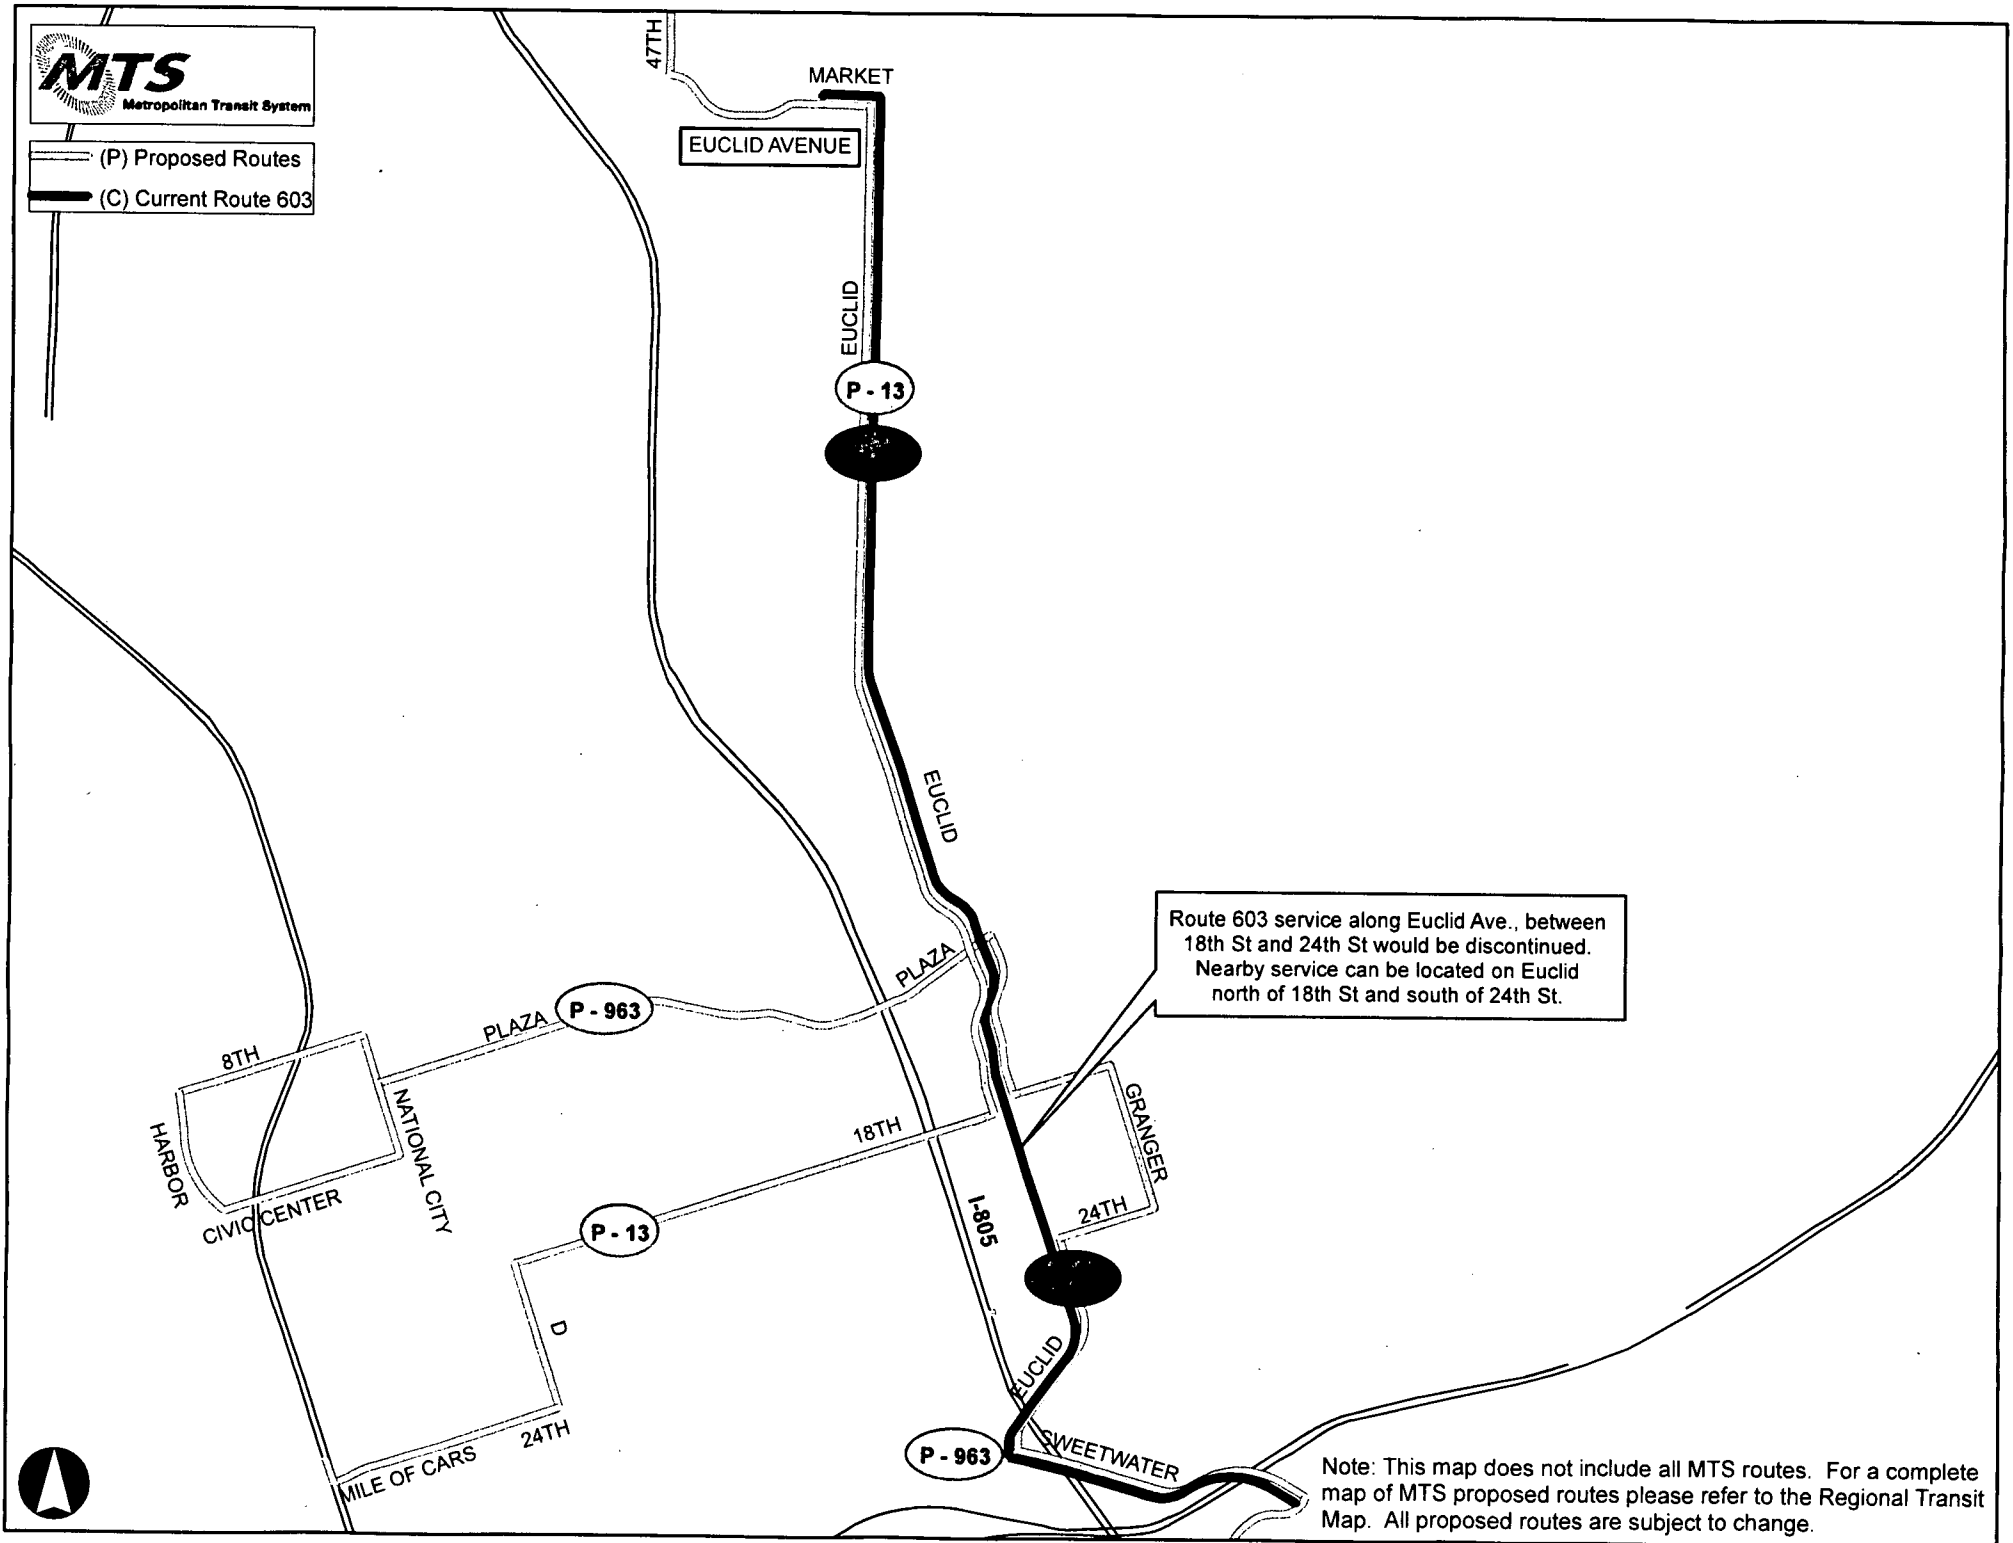 MTS
Metropolitan Transit System
(P) Proposed Routes
(C) Current Route 603
47TH
MARKET
EUCLID AVENUE
EUCLID
P - 13
EUCLID
Route 603 service along Euclid Ave., between
18th St and 24th St would be discontinued.
Nearby service can be located on Euclid
north of 18th St and south of 24th St.
PLAZA
P - 963
PLAZA
8TH
HARBOR
NATIONAL CITY
CIVIC CENTER
18TH
GRANGER
24TH
P - 13
I-805
D
EUCLID
24TH
MILE OF CARS
P - 963
SWEETWATER
Note: This map does not include all MTS routes. For a complete
map of MTS proposed routes please refer to the Regional Transit
Map. All proposed routes are subject to change.